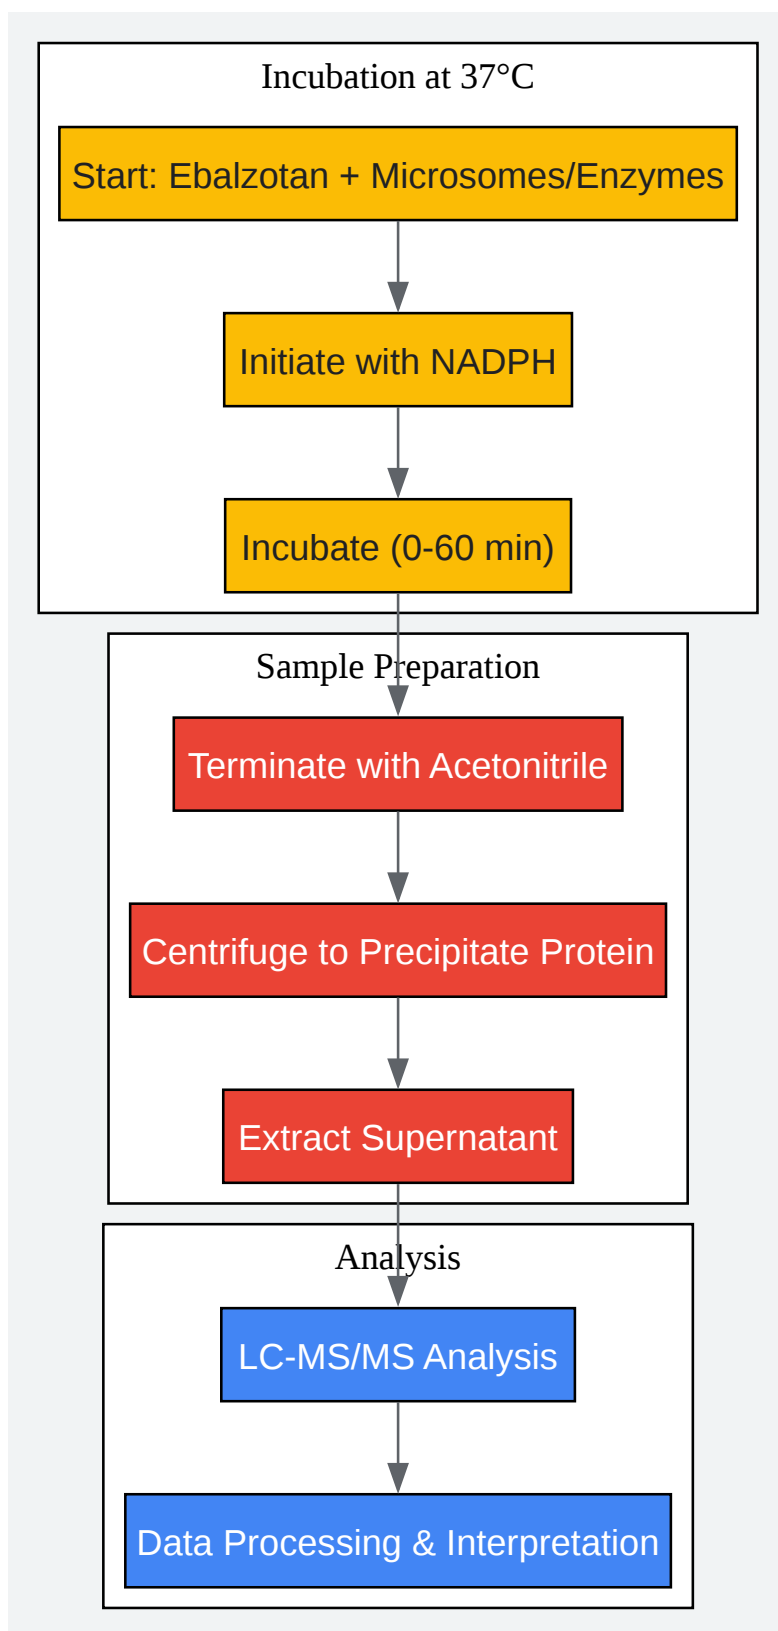 Incubation at 37°C
Start: Ebalzotan + Microsomes/Enzymes
Initiate with NADPH
Incubate (0-60 min)
Sample Preparation
Terminate with Acetonitrile
Centrifuge to Precipitate Protein
Extract Supernatant
Analysis
LC-MS/MS Analysis
Data Processing & Interpretation